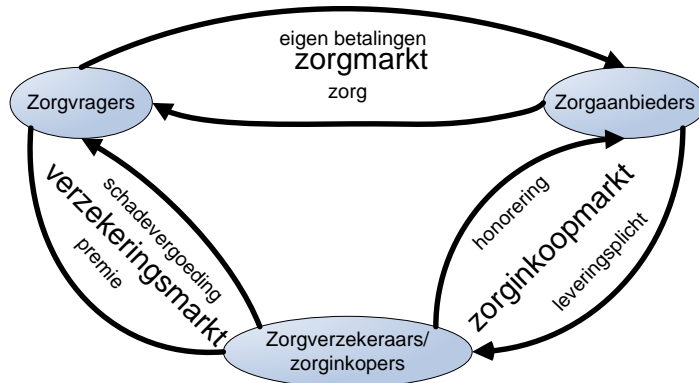 eigen betalingen
zorgmarkt
zorg
Zorgvragers
Zorgaanbieders
schadevergoeding
verzekeringsmarkt
premie
honorering
zorginkoopmarkt
leveringsplicht
Zorgverzekeraars/
zorginkopers